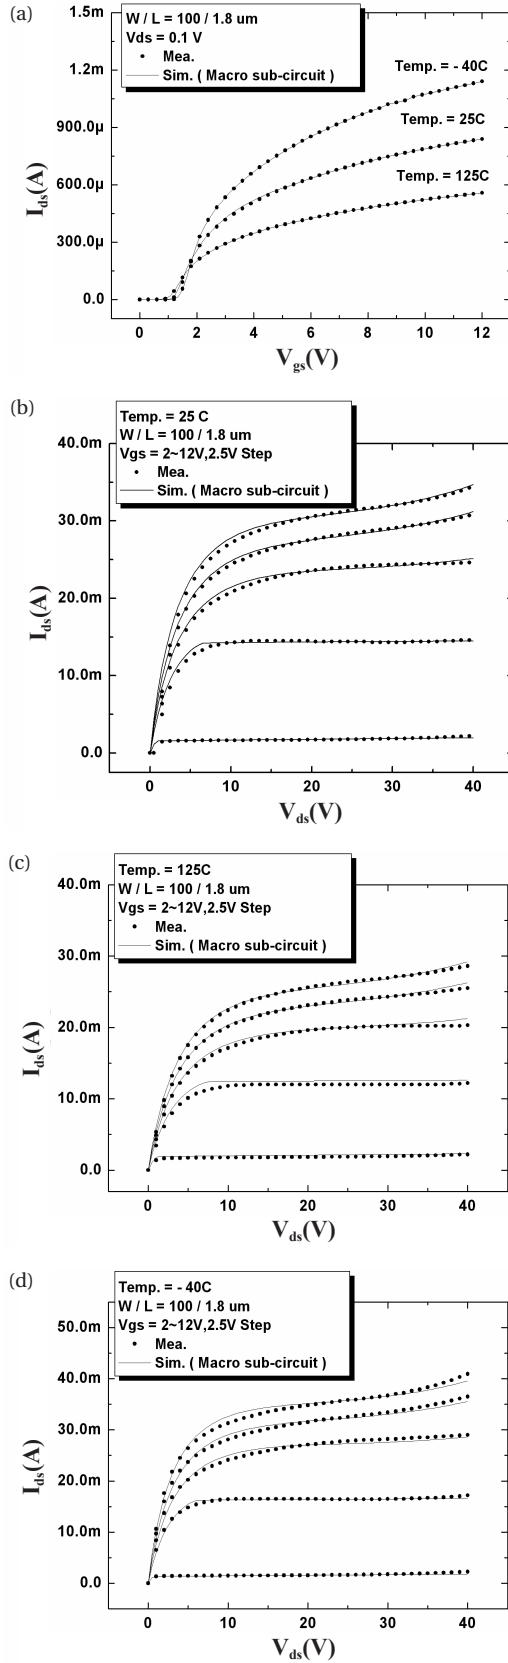 (a)
W / L = 100 / 1.8 um
Vds = 0.1 V
Mea.
Sim. ( Macro sub-circuit )
1.5m
1.2m
900.0µ
600.0µ
300.0µ
0.0
Ids(A)
Temp. = - 40C
Temp. = 25C
Temp. = 125C
0 2 4 6 8 10 12
Vgs(V)
(b)
Temp. = 25 C
W / L = 100 / 1.8 um
Vgs = 2~12V,2.5V Step
Mea.
Sim. ( Macro sub-circuit )
40.0m
30.0m
20.0m
10.0m
0.0
Ids(A)
0 10 20 30 40
Vds(V)
(c)
Temp. = 125C
W / L = 100 / 1.8 um
Vgs = 2~12V,2.5V Step
Mea.
Sim. ( Macro sub-circuit )
40.0m
30.0m
20.0m
10.0m
0.0
Ids(A)
0 10 20 30 40
Vds(V)
(d)
Temp. = - 40C
W / L = 100 / 1.8 um
Vgs = 2~12V,2.5V Step
Mea.
Sim. ( Macro sub-circuit )
50.0m
40.0m
30.0m
20.0m
10.0m
0.0
Ids(A)
0 10 20 30 40
Vds(V)